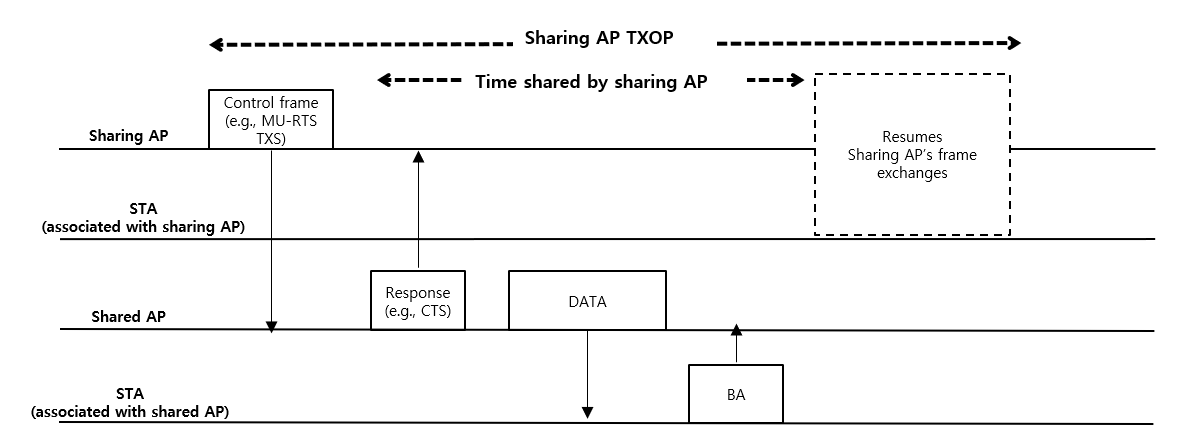 Sharing AP TXOP
Time shared by sharing AP
Control frame
(e.g., MU-RTS
TXS)
Sharing AP
Resumes
Sharing AP's frame
exchanges
STA
(associated with sharing AP)
Response
(e.g., CTS)
DATA
Shared AP
STA
(associated with shared AP)
BA